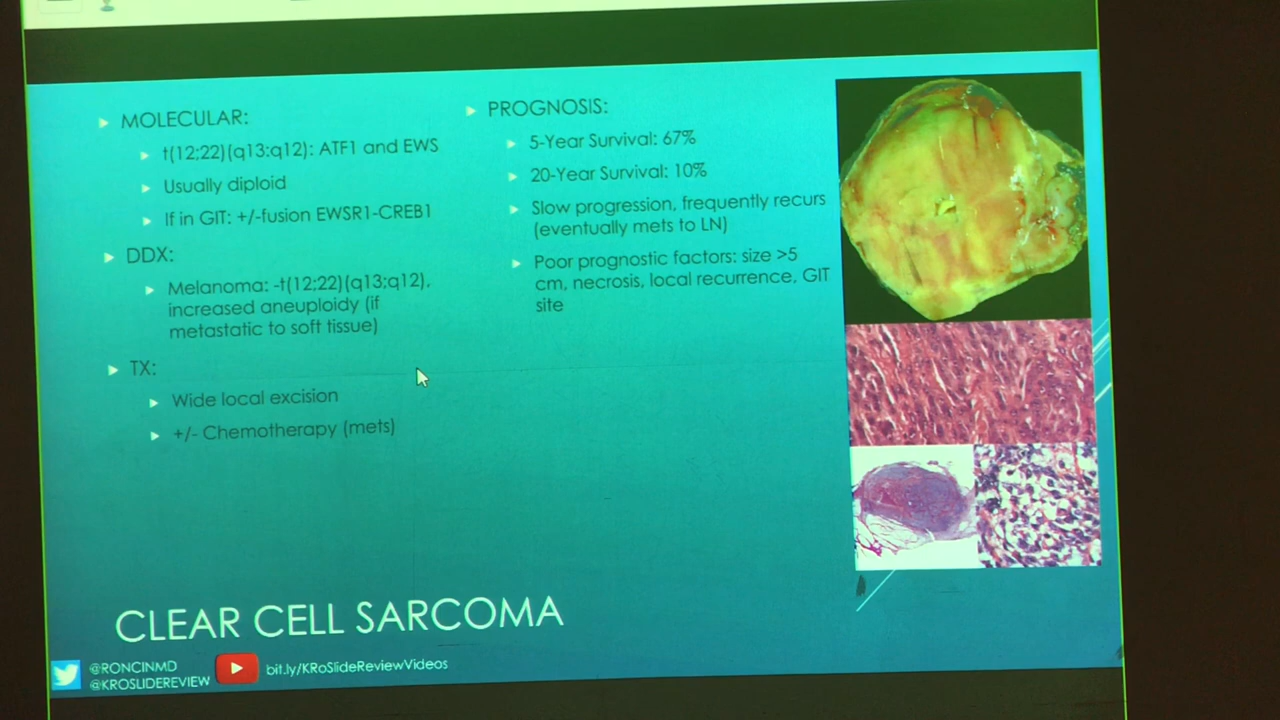 MOLECULAR:
t(12;22)(q13:q12): ATF1 and EWS
Usually diploid
If in GIT: +/-fusion EWSR1-CREB1
DDX:
Melanoma: -t(12;22)(q13;q12),
increased aneuploidy (if
metastatic to soft tissue)
TX:
Wide local excision
+/- Chemotherapy (mets)
PROGNOSIS:
5-Year Survival: 67%
20-Year Survival: 10%
Slow progression, frequently recurs
(eventually mets to LN)
Poor prognostic factors: size >5
cm, necrosis, local recurrence, GIT
site
CLEAR CELL SARCOMA
@RONCINMD
@KROSLIDEREVIEW
bit.ly/KRoSlideReviewVideos